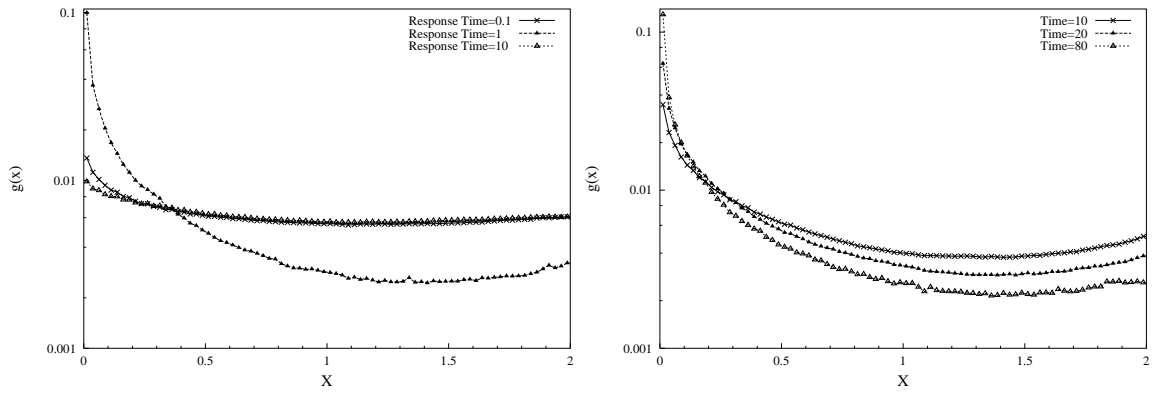 0.1
0.01
0.001
g(x)
0
0.5
1
1.5
2
X
Response Time=0.1
Response Time=1
Response Time=10
0.1
0.01
0.001
g(x)
0
0.5
1
1.5
2
X
Time=10
Time=20
Time=80